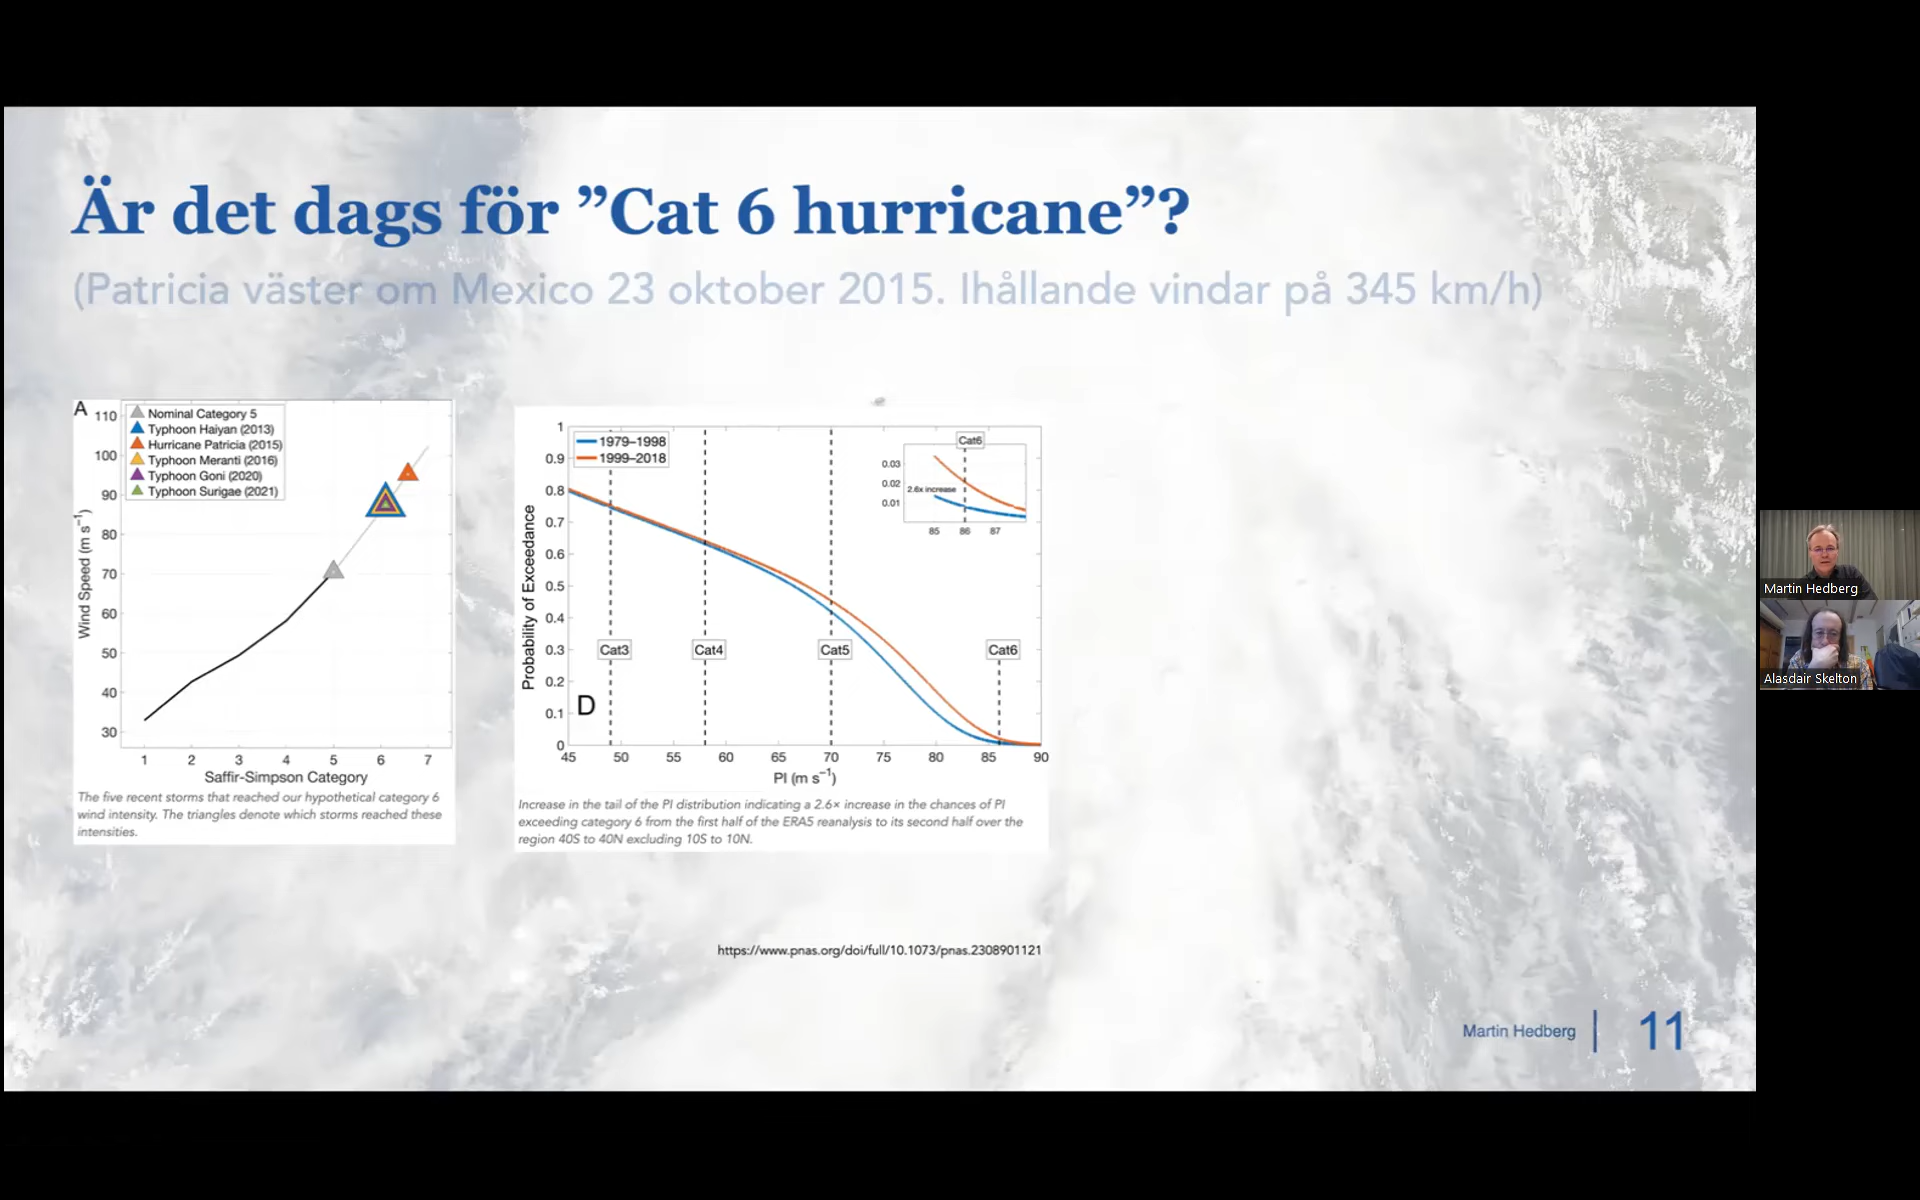 Är det dags för ”Cat 6 hurricane”?
(Patricia väster om Mexico 23 oktober 2015. Ihållande vindar på 345 km/h)
A
Nominal Category 5
Typhoon Haiyan (2013)
Hurricane Patricia (2015)
Typhoon Meranti (2016)
Typhoon Goni (2020)
Typhoon Surigae (2021)
110
100
90
80
70
60
50
40
30
Wind Speed (m s⁻¹)
1 2 3 4 5 6 7
Saffir-Simpson Category
The five recent storms that reached our hypothetical category 6
wind intensity. The triangles denote which storms reached these
intensities.
1979–1998
1999–2018
1
0.9
0.8
0.7
0.6
0.5
0.4
0.3
0.2
0.1
0
Probability of Exceedance
Cat6
0.03
0.02
0.01
2.6x increase
85 86 87
Cat3 Cat4 Cat5 Cat6
D
45 50 55 60 65 70 75 80 85 90
PI (m s⁻¹)
Increase in the tail of the PI distribution indicating a 2.6× increase in the chances of PI
exceeding category 6 from the first half of the ERA5 reanalysis to its second half over the
region 40S to 40N excluding 10S to 10N.
https://www.pnas.org/doi/full/10.1073/pnas.2308901121
Martin Hedberg | 11
Martin Hedberg
Alasdair Skelton